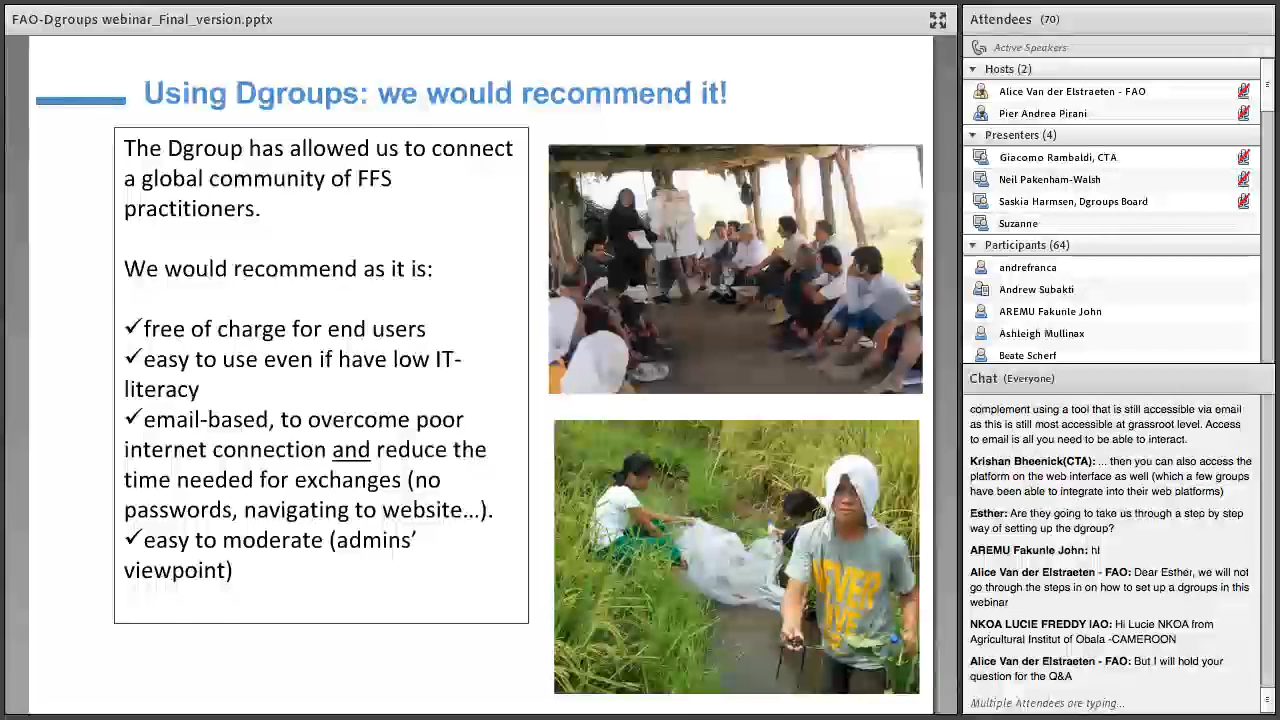 FAO-Dgroups webinar_Final_version.pptx
Using Dgroups: we would recommend it!
The Dgroup has allowed us to connect
a global community of FFS
practitioners.
We would recommend as it is:
✓free of charge for end users
✓easy to use even if have low IT-
literacy
✓email-based, to overcome poor
internet connection and reduce the
time needed for exchanges (no
passwords, navigating to website...).
✓easy to moderate (admins'
viewpoint)
NEVER
Attendees (70)
Active Speakers
Hosts (2)
Alice Van der Elstraeten - FAO
Pier Andrea Pirani
Presenters (4)
Giacomo Rambaldi, CTA
Neil Pakenham-Walsh
Saskia Harmsen, Dgroups Board
Suzanne
Participants (64)
andrefranca
Andrew Subakti
AREMU Fakunle John
Ashleigh Mullinax
Beate Scherf
Chat (Everyone)
complement using a tool that is still accessible via email
as this is still most accessible at grassroot level. Access
to email is all you need to be able to interact.
Krishan Bheenick(CTA): ... then you can also access the
platform on the web interface as well (which a few groups
have been able to integrate into their web platforms)
Esther: Are they going to take us through a step by step
way of setting up the dgroup?
AREMU Fakunle John: hI
Alice Van der Elstraeten - FAO: Dear Esther, we will not
go through the steps in on how to set up a dgroups in this
webinar
NKOA LUCIE FREDDY IAO: Hi Lucie NKOA from
Agricultural Institut of Obala -CAMEROON
Alice Van der Elstraeten - FAO: But I will hold your
question for the Q&A
Multiple Attendees are typing...